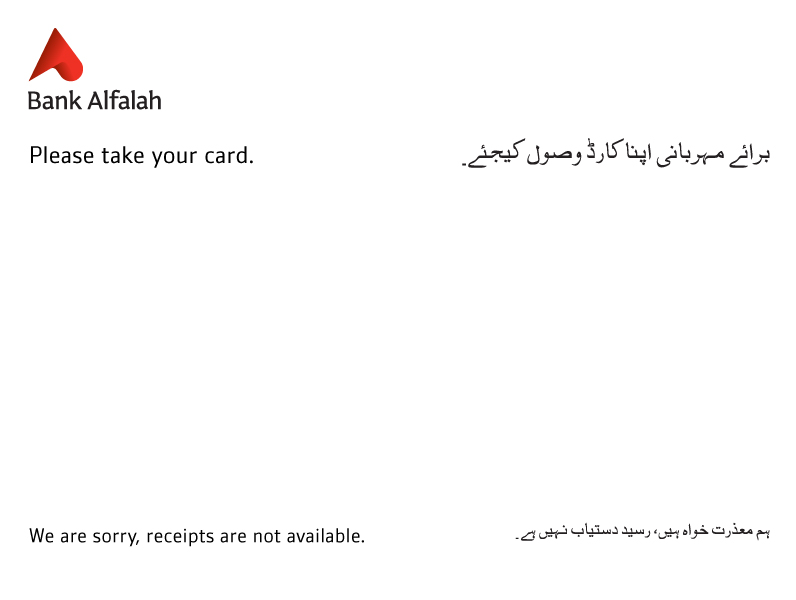 Bank Alfalah
Please take your card.
برائے مہربانی اپنا کارڈ وصول کیجئے۔
We are sorry, receipts are not available.
ہم معذرت خواہ ہیں، رسید دستیاب نہیں ہے۔